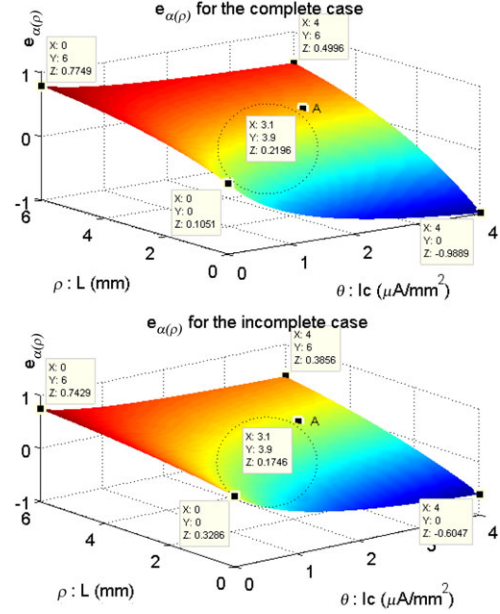 e α(ρ) for the complete case
X: 0
Y: 6
Z: 0.7749
X: 4
Y: 6
Z: 0.4996
A
X: 3.1
Y: 3.9
Z: 0.2196
X: 0
Y: 0
Z: 0.1051
X: 4
Y: 0
Z: -0.9889
e α(ρ)
1
0
-1
6
4
2
0
0
1
2
3
4
ρ : L (mm)
θ : Ic (μA/mm²)
e α(ρ) for the incomplete case
X: 0
Y: 6
Z: 0.7429
X: 4
Y: 6
Z: 0.3856
A
X: 3.1
Y: 3.9
Z: 0.1746
X: 0
Y: 0
Z: 0.3286
X: 4
Y: 0
Z: -0.6047
e α(ρ)
1
0
-1
6
4
2
0
0
1
2
3
4
ρ : L (mm)
θ : Ic (μA/mm²)